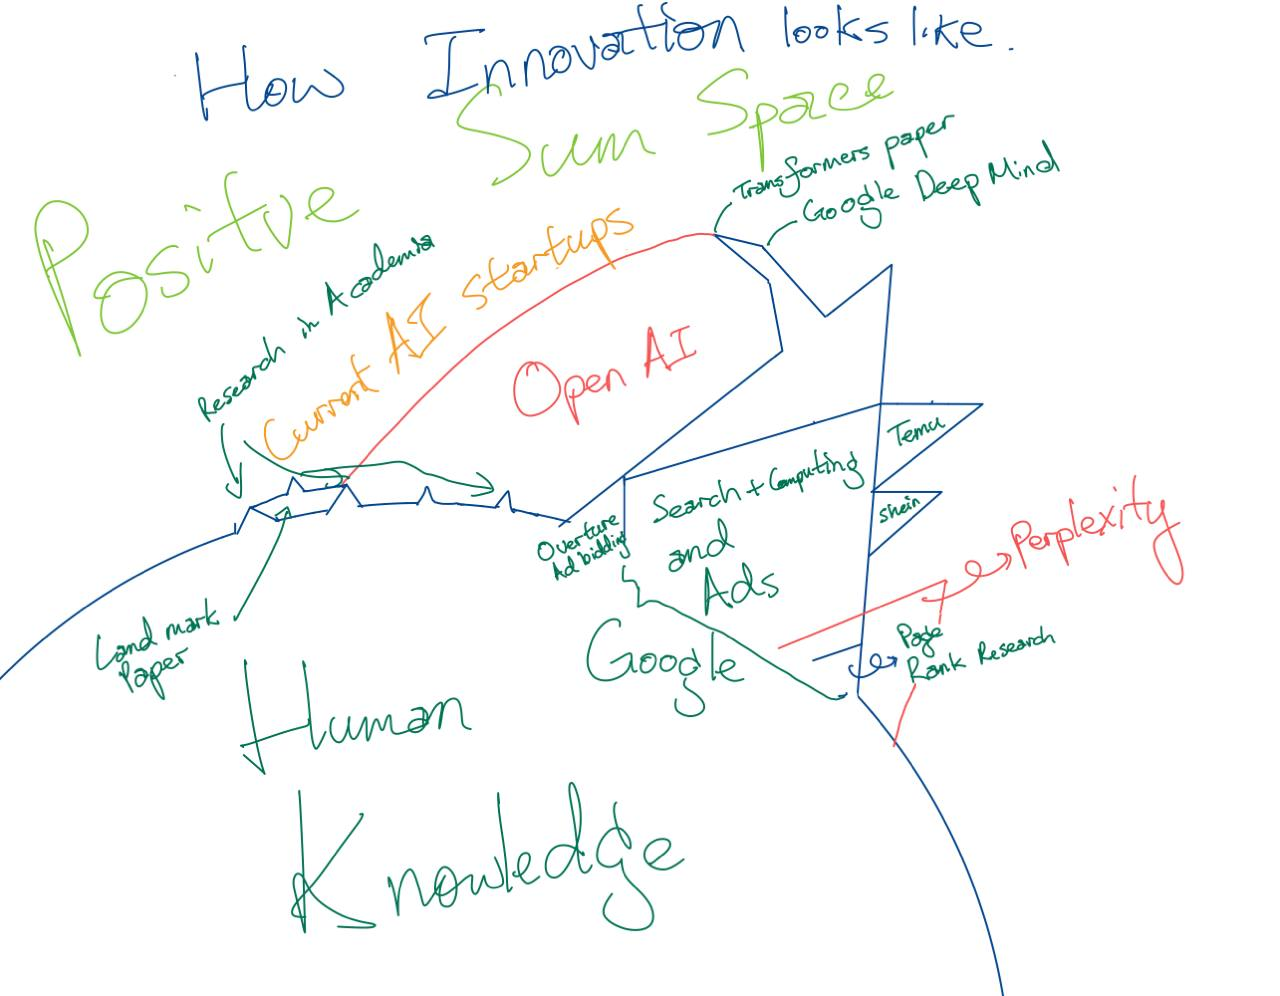 How Innovation looks like.
Positve Sum Space
Transformers paper
Google Deep Mind
Research in Academia
Current AI startups
Open AI
Temu
Shein
Search + Computing
and
Ads
Overture
Ad bidding
Perplexity
Google
Page
Rank Research
Land mark
Paper
Human
Knowledge